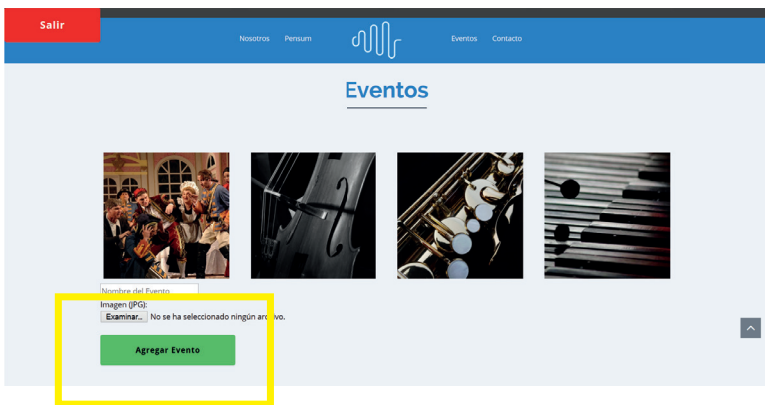 Salir
Nosotros Pensum Eventos Contacto
Eventos
Nombre del Evento
Imagen (JPG):
Examinar... No se ha seleccionado ningún archivo.
Agregar Evento